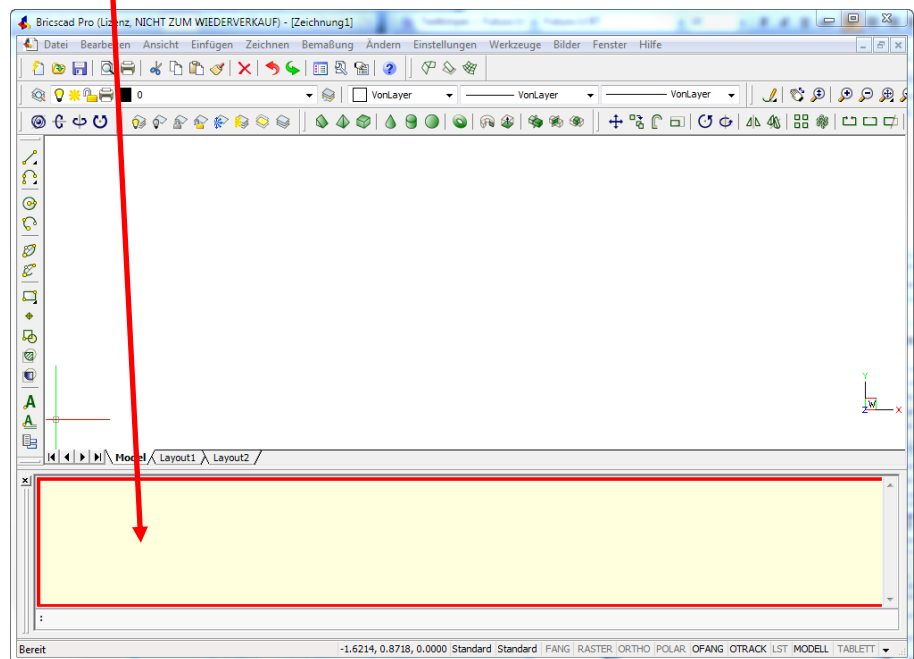 Bricscad Pro (Lizenz, NICHT ZUM WIEDERVERKAUF) - [Zeichnung1]
Datei Bearbeiten Ansicht Einfügen Zeichnen Bemaßung Ändern Einstellungen Werkzeuge Bilder Fenster Hilfe
0 VonLayer VonLayer VonLayer
A
A
Y
W
Z X
Model Layout1 Layout2
:
Bereit -1.6214, 0.8718, 0.0000 Standard Standard FANG RASTER ORTHO POLAR OFANG OTRACK LST MODELL TABLETT